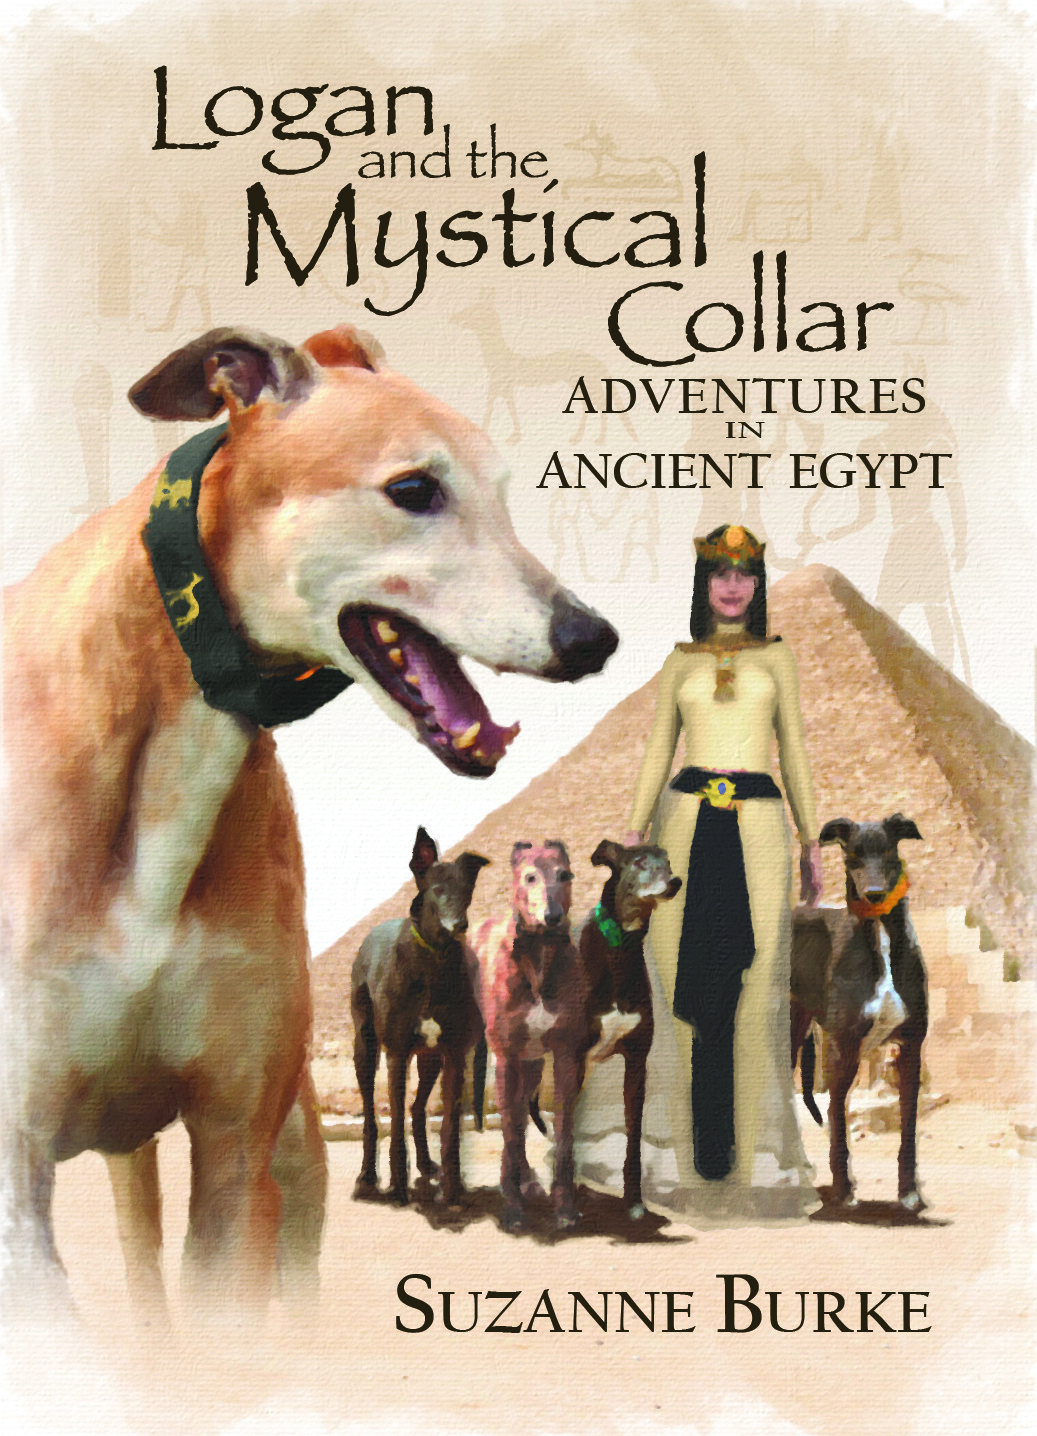 Logan
and the
Mystical
Collar
ADVENTURES
IN
ANCIENT EGYPT
SUZANNE BURKE